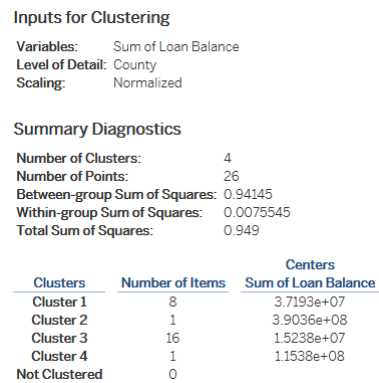 Inputs for Clustering
Variables: Sum of Loan Balance
Level of Detail: County
Scaling: Normalized
Summary Diagnostics
Number of Clusters: 4
Number of Points: 26
Between-group Sum of Squares: 0.94145
Within-group Sum of Squares: 0.0075545
Total Sum of Squares: 0.949
Centers
Clusters Number of Items Sum of Loan Balance
Cluster 1 8 3.7193e+07
Cluster 2 1 3.9036e+08
Cluster 3 16 1.5238e+07
Cluster 4 1 1.1538e+08
Not Clustered 0